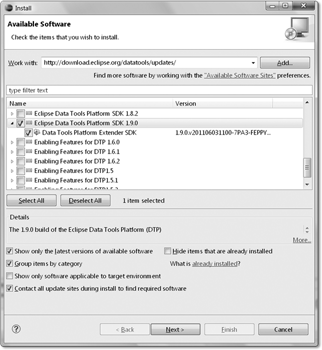 Install
Available Software
Check the items that you wish to install.
Work with: http://download.eclipse.org/datatools/updates/ Add...
Find more software by working with the "Available Software Sites" preferences.
type filter text
Name Version
Eclipse Data Tools Platform SDK 1.8.2
Eclipse Data Tools Platform SDK 1.9.0
Data Tools Platform Extender SDK 1.9.0.v201106031100-7PA3-FEPPY...
Enabling Features for DTP 1.6.0
Enabling Features for DTP 1.6.1
Enabling Features for DTP 1.6.2
Enabling Features for DTP1.5
Enabling Features for DTP1.5.1
Enabling Features for DTP1.5.2
Select All Deselect All 1 item selected
Details
The 1.9.0 build of the Eclipse Data Tools Platform (DTP)
More...
Show only the latest versions of available software Hide items that are already installed
Group items by category What is already installed?
Show only software applicable to target environment
Contact all update sites during install to find required software
? < Back Next > Finish Cancel